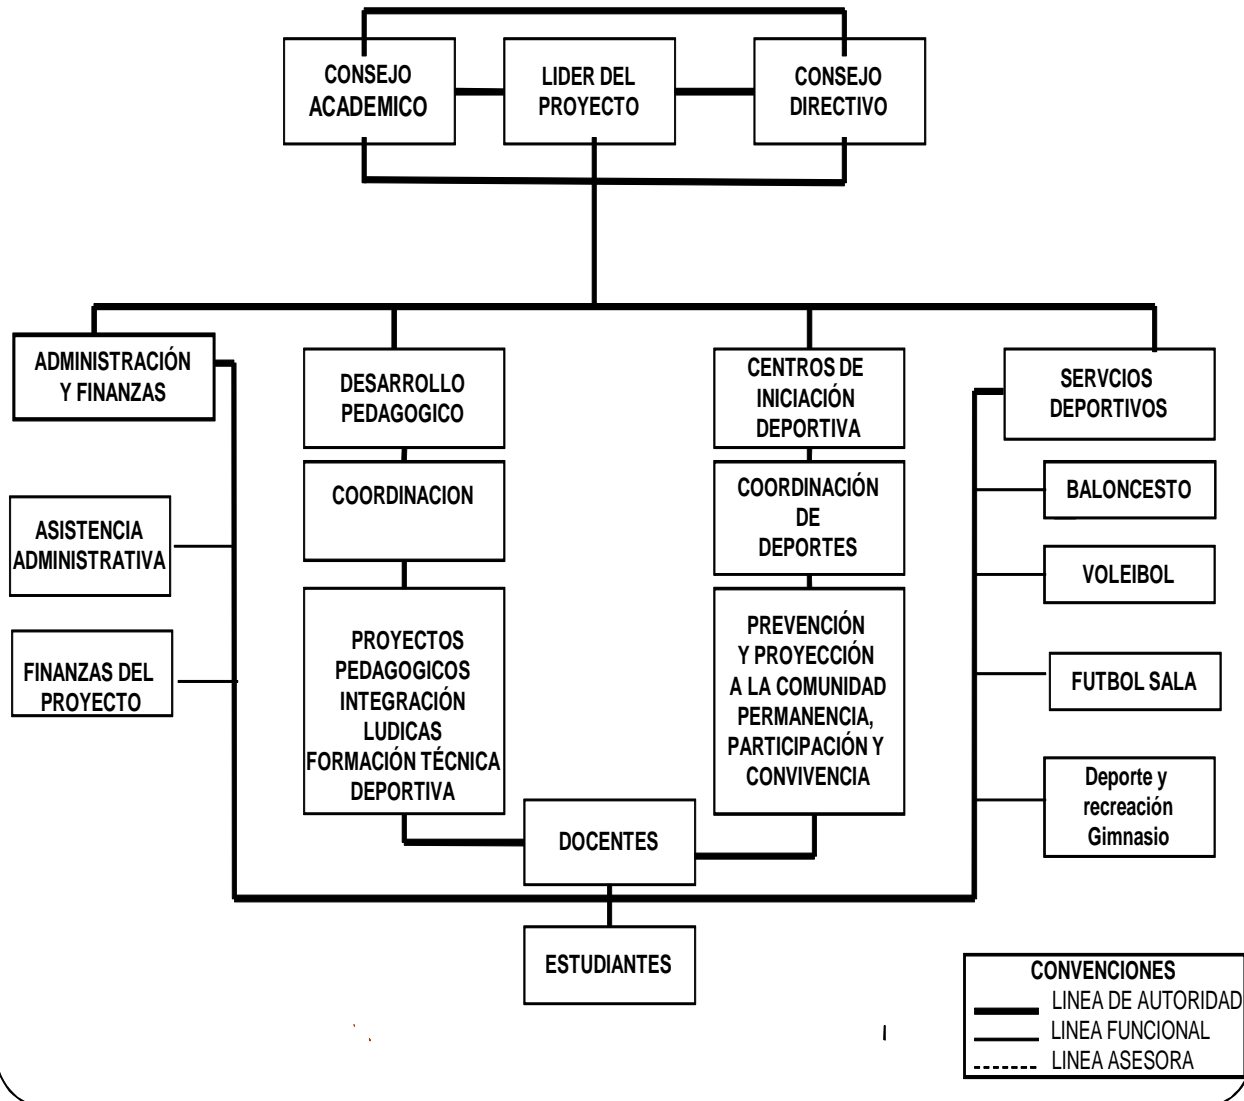 CONSEJO
ACADEMICO
LIDER DEL
PROYECTO
CONSEJO
DIRECTIVO
ADMINISTRACIÓN
Y FINANZAS
DESARROLLO
PEDAGOGICO
CENTROS DE
INICIACIÓN
DEPORTIVA
SERVCIOS
DEPORTIVOS
COORDINACION
COORDINACIÓN
DE
DEPORTES
BALONCESTO
ASISTENCIA
ADMINISTRATIVA
VOLEIBOL
FINANZAS DEL
PROYECTO
PROYECTOS
PEDAGOGICOS
INTEGRACIÓN
LUDICAS
FORMACIÓN TÉCNICA
DEPORTIVA
PREVENCIÓN
Y PROYECCIÓN
A LA COMUNIDAD
PERMANENCIA,
PARTICIPACIÓN Y
CONVIVENCIA
FUTBOL SALA
Deporte y
recreación
Gimnasio
DOCENTES
ESTUDIANTES
CONVENCIONES
LINEA DE AUTORIDAD
LINEA FUNCIONAL
LINEA ASESORA